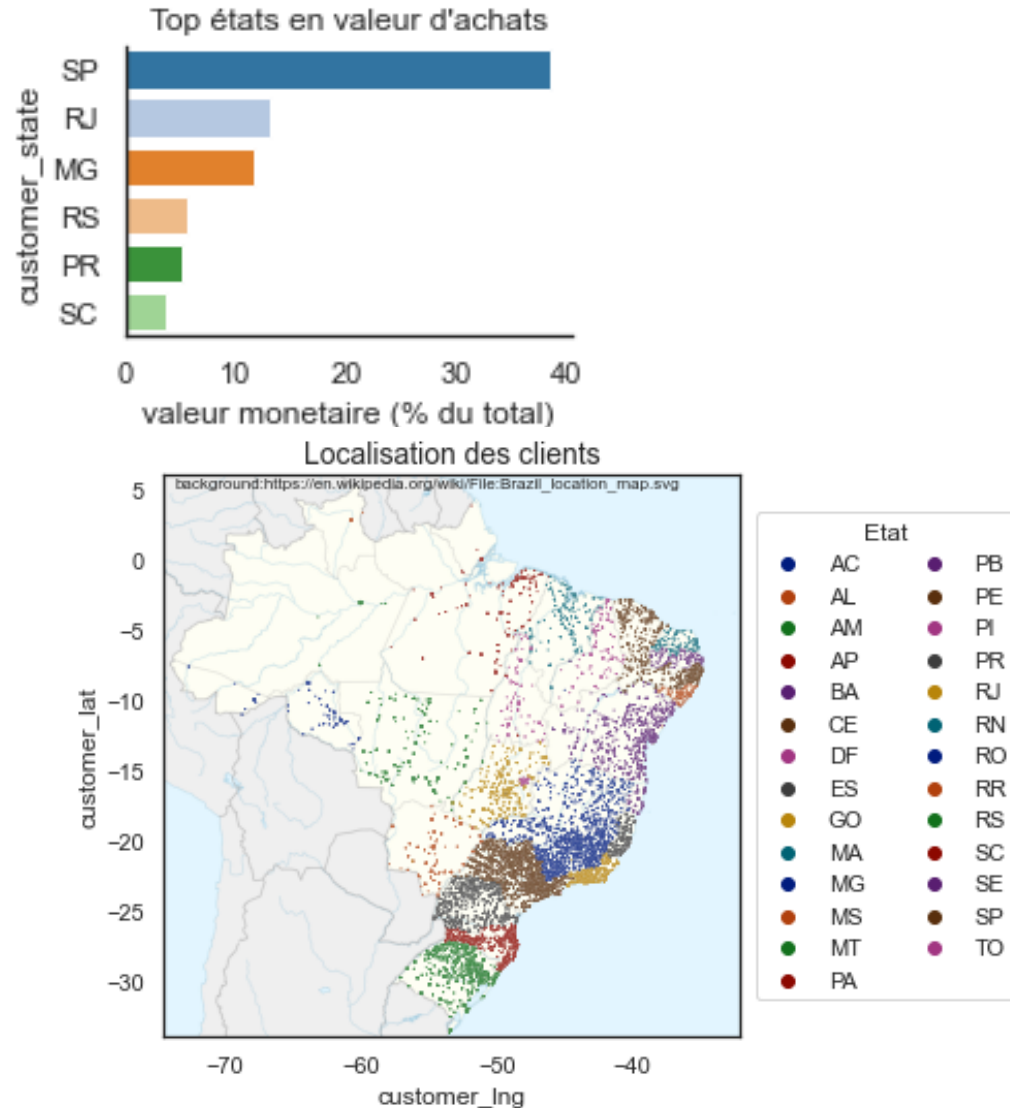 Top états en valeur d'achats
customer_state
SP
RJ
MG
RS
PR
SC
0 10 20 30 40
valeur monetaire (% du total)
Localisation des clients
background:https://en.wikipedia.org/wiki/File:Brazil_location_map.svg
customer_lat
5
0
−5
−10
−15
−20
−25
−30
−70 −60 −50 −40
customer_lng
Etat
AC PB
AL PE
AM PI
AP PR
BA RJ
CE RN
DF RO
ES RR
GO RS
MA SC
MG SE
MS SP
MT TO
PA